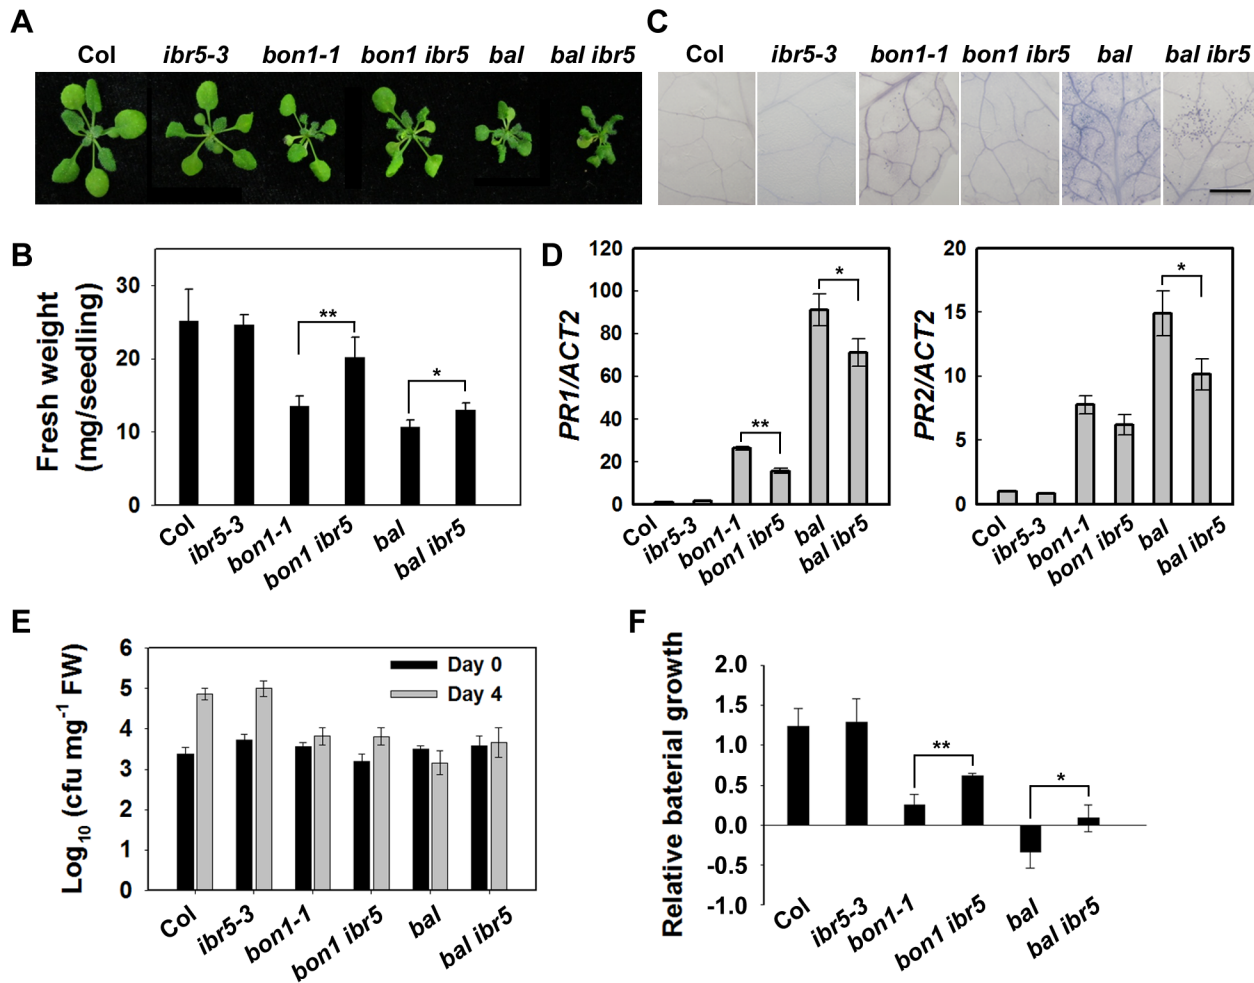 A
Col ibr5-3 bon1-1 bon1 ibr5 bal bal ibr5
C
Col ibr5-3 bon1-1 bon1 ibr5 bal bal ibr5
B
Fresh weight
(mg/seedling)
30
20
10
0
** *
Col ibr5-3 bon1-1 bon1 ibr5 bal bal ibr5
D
PR1/ACT2
120
100
80
60
40
20
0
** *
Col ibr5-3 bon1-1 bon1 ibr5 bal bal ibr5
PR2/ACT2
20
15
10
5
0
*
Col ibr5-3 bon1-1 bon1 ibr5 bal bal ibr5
E
Log10 (cfu mg-1 FW)
6
5
4
3
2
1
0
Day 0
Day 4
Col ibr5-3 bon1-1 bon1 ibr5 bal bal ibr5
F
Relative baterial growth
2.0
1.5
1.0
0.5
0.0
-0.5
-1.0
** *
Col ibr5-3 bon1-1 bon1 ibr5 bal bal ibr5